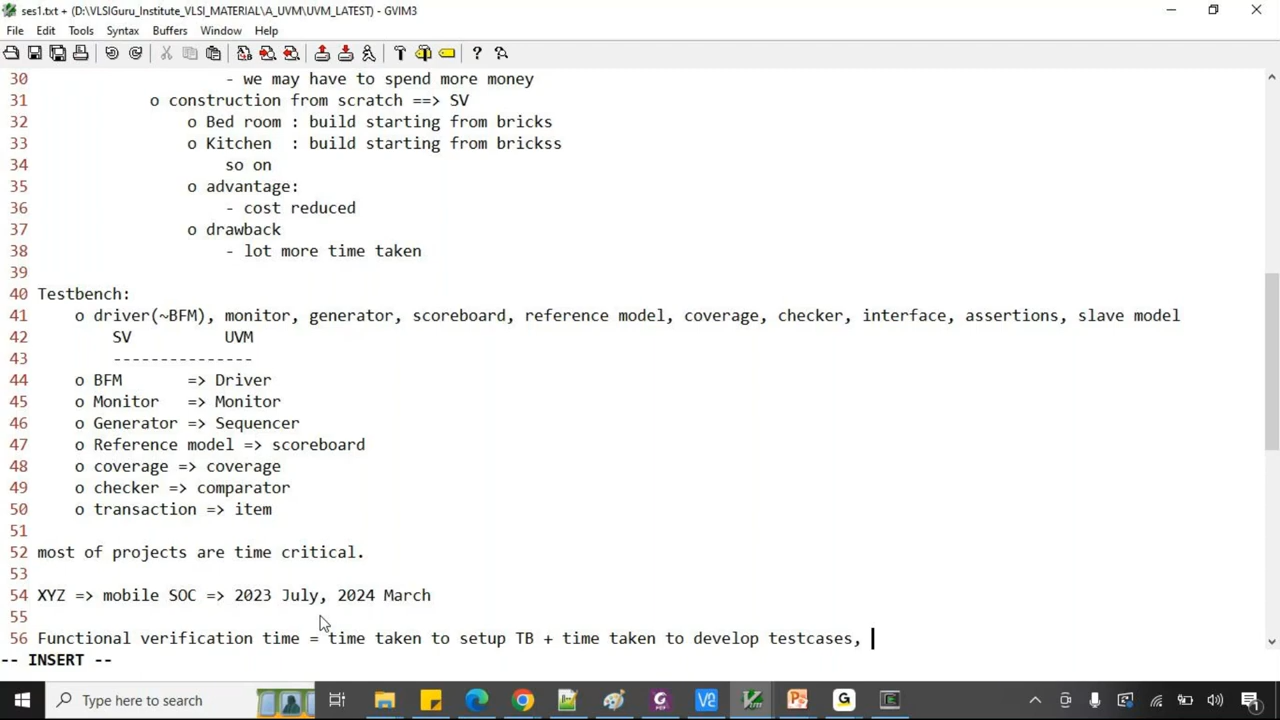 ses1.txt + (D:\VLSIGuru_Institute_VLSI_MATERIAL\A_UVM\UVM_LATEST) - GVIM3
File Edit Tools Syntax Buffers Window Help
30 - we may have to spend more money
31 o construction from scratch ==> SV
32 o Bed room : build starting from bricks
33 o Kitchen : build starting from brickss
34 so on
35 o advantage:
36 - cost reduced
37 o drawback
38 - lot more time taken
39
40 Testbench:
41 o driver(~BFM), monitor, generator, scoreboard, reference model, coverage, checker, interface, assertions, slave model
42 SV UVM
43 ---------------
44 o BFM => Driver
45 o Monitor => Monitor
46 o Generator => Sequencer
47 o Reference model => scoreboard
48 o coverage => coverage
49 o checker => comparator
50 o transaction => item
51
52 most of projects are time critical.
53
54 XYZ => mobile SOC => 2023 July, 2024 March
55
56 Functional verification time = time taken to setup TB + time taken to develop testcases,
-- INSERT --
Type here to search